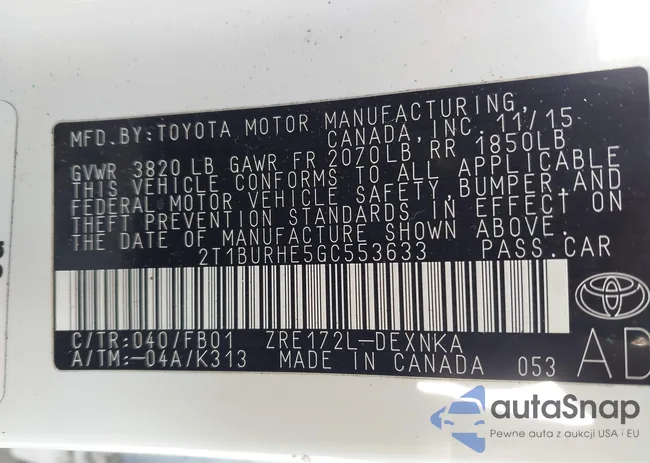 MFD.BY:TOYOTA MOTOR MANUFACTURING,
CANADA,INC. 11/15
GVWR 3820 LB GAWR FR 2070LB RR 1850LB
THIS VEHICLE CONFORMS TO ALL APPLICABLE
FEDERAL MOTOR VEHICLE SAFETY,BUMPER,AND
THEFT PREVENTION STANDARDS IN EFFECT ON
THE DATE OF MANUFACTURE SHOWN ABOVE.
2T1BURHE5GC553633 PASS.CAR
C/TR:040/FB01 ZRE172L-DEXNKA
A/TM:-04A/K313 MADE IN CANADA 053 AD
autaSnap
Pewne auta z aukcji USA i EU